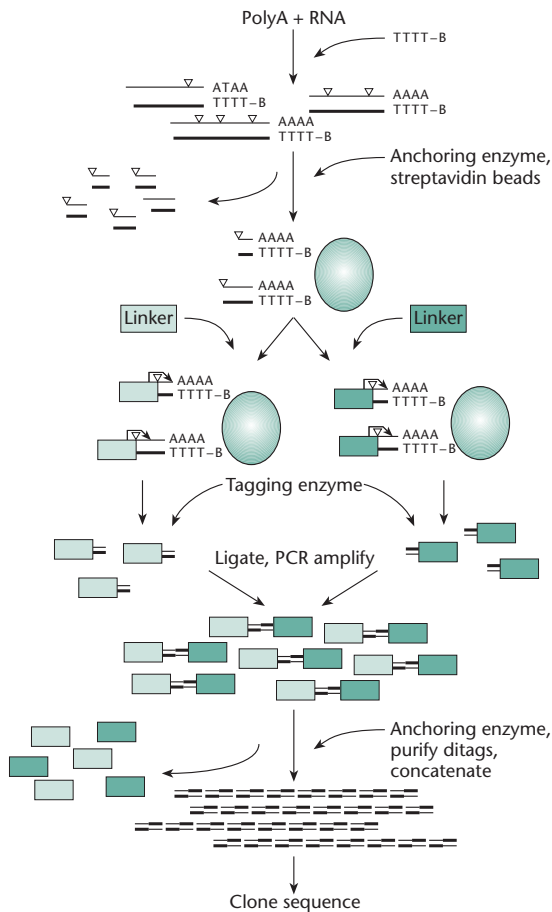 PolyA + RNA
TTTT–B
ATAA
TTTT–B
AAAA
TTTT–B
AAAA
TTTT–B
Anchoring enzyme,
streptavidin beads
AAAA
TTTT–B
AAAA
TTTT–B
Linker
Linker
AAAA
TTTT–B
AAAA
TTTT–B
AAAA
TTTT–B
AAAA
TTTT–B
Tagging enzyme
Ligate, PCR amplify
Anchoring enzyme,
purify ditags,
concatenate
Clone sequence